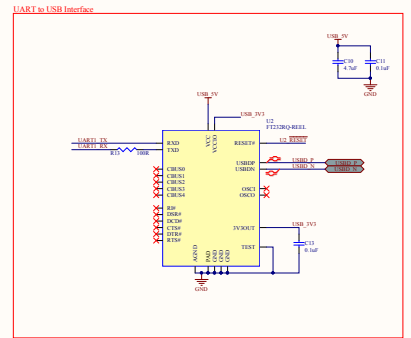 UART to USB Interface
USB_5V
C10
4.7uF
C11
0.1uF
GND
USB_5V
USB_3V3
U2
FT232RQ-REEL
VCC
VCCIO
UART1_TX
RXD
RESET#
U2_RESET
UART1_RX
TXD
R13
100R
USBDP
USBD_P
USBD_P
USBDN
USBD_N
USBD_N
CBUS0
CBUS1
CBUS2
CBUS3
CBUS4
OSCI
OSCO
RI#
DSR#
DCD#
CTS#
DTR#
RTS#
3V3OUT
USB_3V3
TEST
C13
0.1uF
AGND
PAD
GND
GND
GND
GND